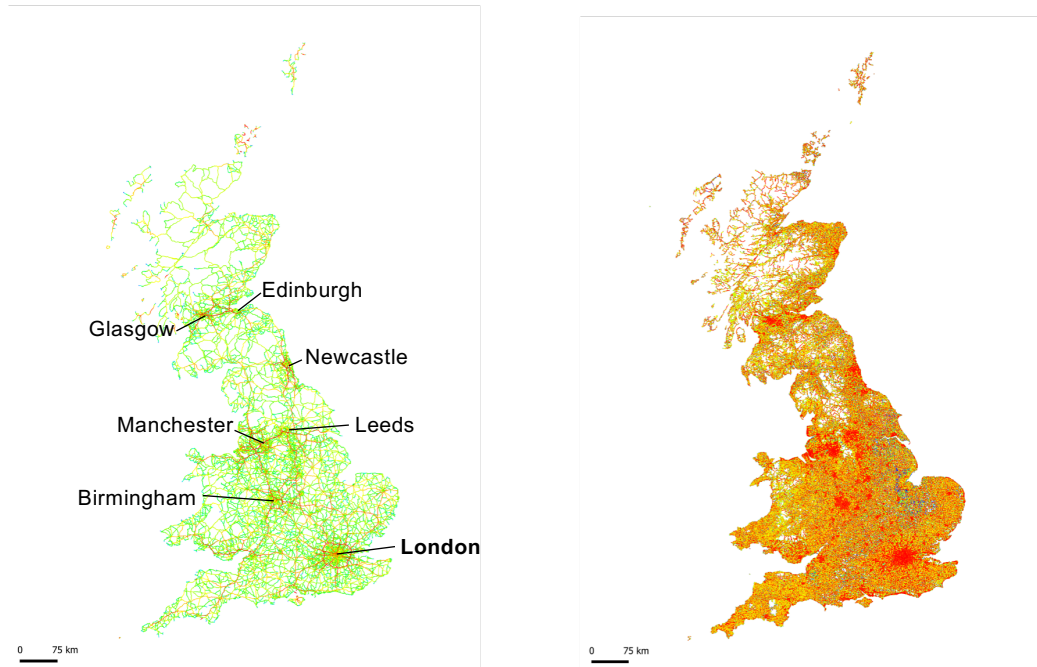 Edinburgh
Glasgow
Newcastle
Manchester
Leeds
Birmingham
London
0 75 km
0 75 km